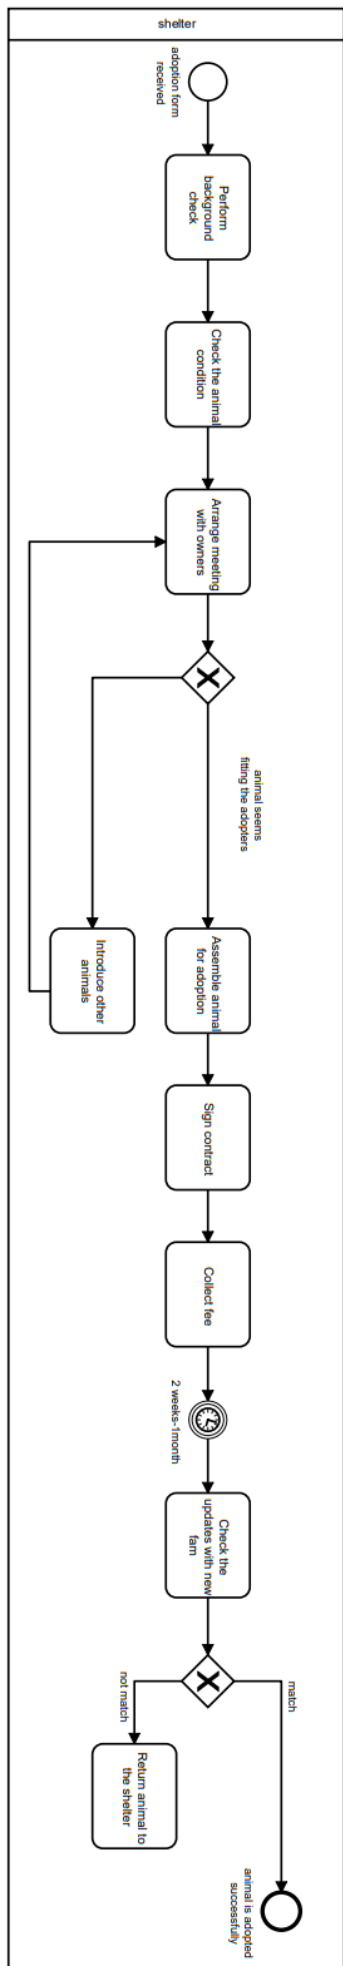 shelter
adoption form
received
Perform
background
check
Check the animal
condition
Arrange meeting
with owners
animal seems
fitting the adopters
Introduce other
animals
Assemble animal
for adoption
Sign contract
Collect fee
2 weeks-1month
Check the
updates with new
fam
match
not match
Return animal to
the shelter
animal is adopted
successfully